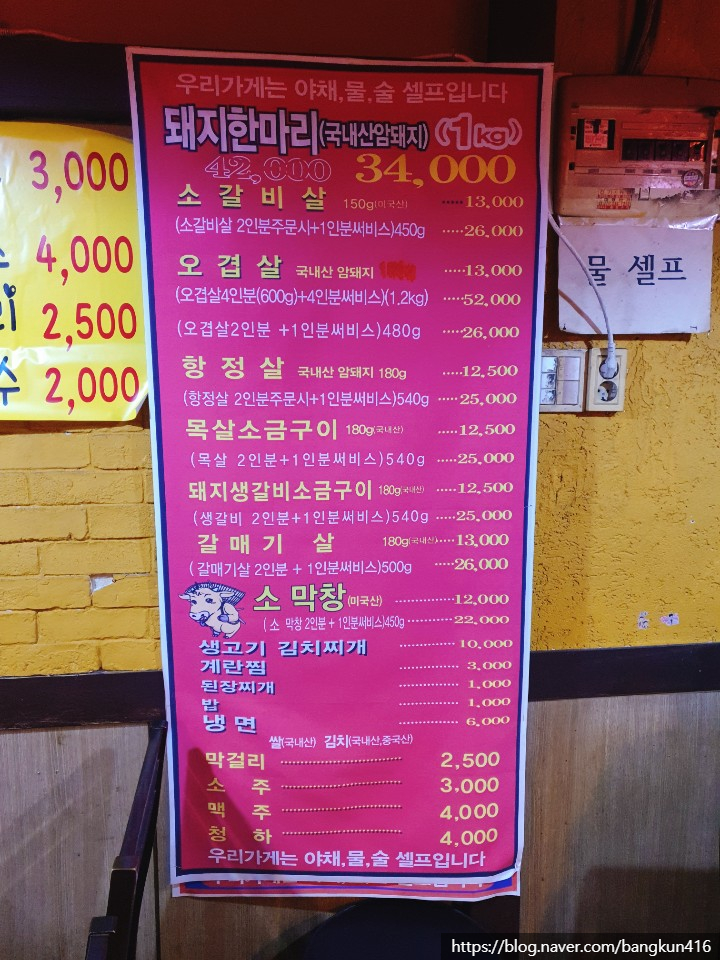 우리가게는 야채,물,술 셀프입니다
돼지한마리(국내산암돼지) (1kg)
42,000 34,000
소갈비살 150g(미국산) ·····13,000
(소갈비살 2인분주문시+1인분써비스)450g ·····26,000
오겹살 국내산 암돼지 ·····13,000
(오겹살4인분(600g)+4인분써비스)(1.2kg) ·····52,000
(오겹살2인분 +1인분써비스)480g ·····26,000
항정살 국내산 암돼지 180g ·····12,500
(항정살 2인분주문시+1인분써비스)540g ·····25,000
목살소금구이 180g(국내산) ·····12,500
(목살 2인분+1인분써비스)540g ·····25,000
돼지생갈비소금구이 180g(국내산) ·····12,500
(생갈비 2인분+1인분써비스)540g ·····25,000
갈매기 살 180g(국내산)·····13,000
(갈매기살 2인분 + 1인분써비스)500g ·····26,000
소 막창(미국산) ··············12,000
( 소 막창 2인분 + 1인분써비스)450g ·············22,000
생고기 김치찌개 ·············10,000
계란찜 ·············3,000
된장찌개 ·············1,000
밥 ·············1,000
냉면 ·············6,000
쌀(국내산) 김치(국내산,중국산)
막걸리 ·························2,500
소 주 ·························3,000
맥 주 ·························4,000
청 하 ·························4,000
우리가게는 야채,물,술 셀프입니다
3,000
4,000
2,500
수 2,000
물 셀프
https://blog.naver.com/bangkun416